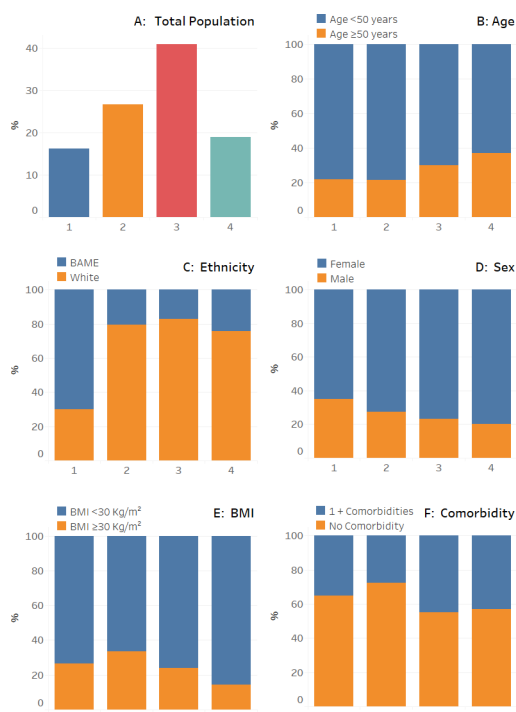 A:  Total Population
40
30
20
10
0
%
1 2 3 4
Age <50 years
Age ≥50 years
B: Age
100
80
60
40
20
0
%
1 2 3 4
BAME
White
C: Ethnicity
100
80
60
40
20
0
%
1 2 3 4
Female
Male
D: Sex
100
80
60
40
20
0
%
1 2 3 4
BMI <30 Kg/m²
BMI ≥30 Kg/m²
E: BMI
100
80
60
40
20
0
%
1 + Comorbidities
No Comorbidity
F: Comorbidity
100
80
60
40
20
0
%